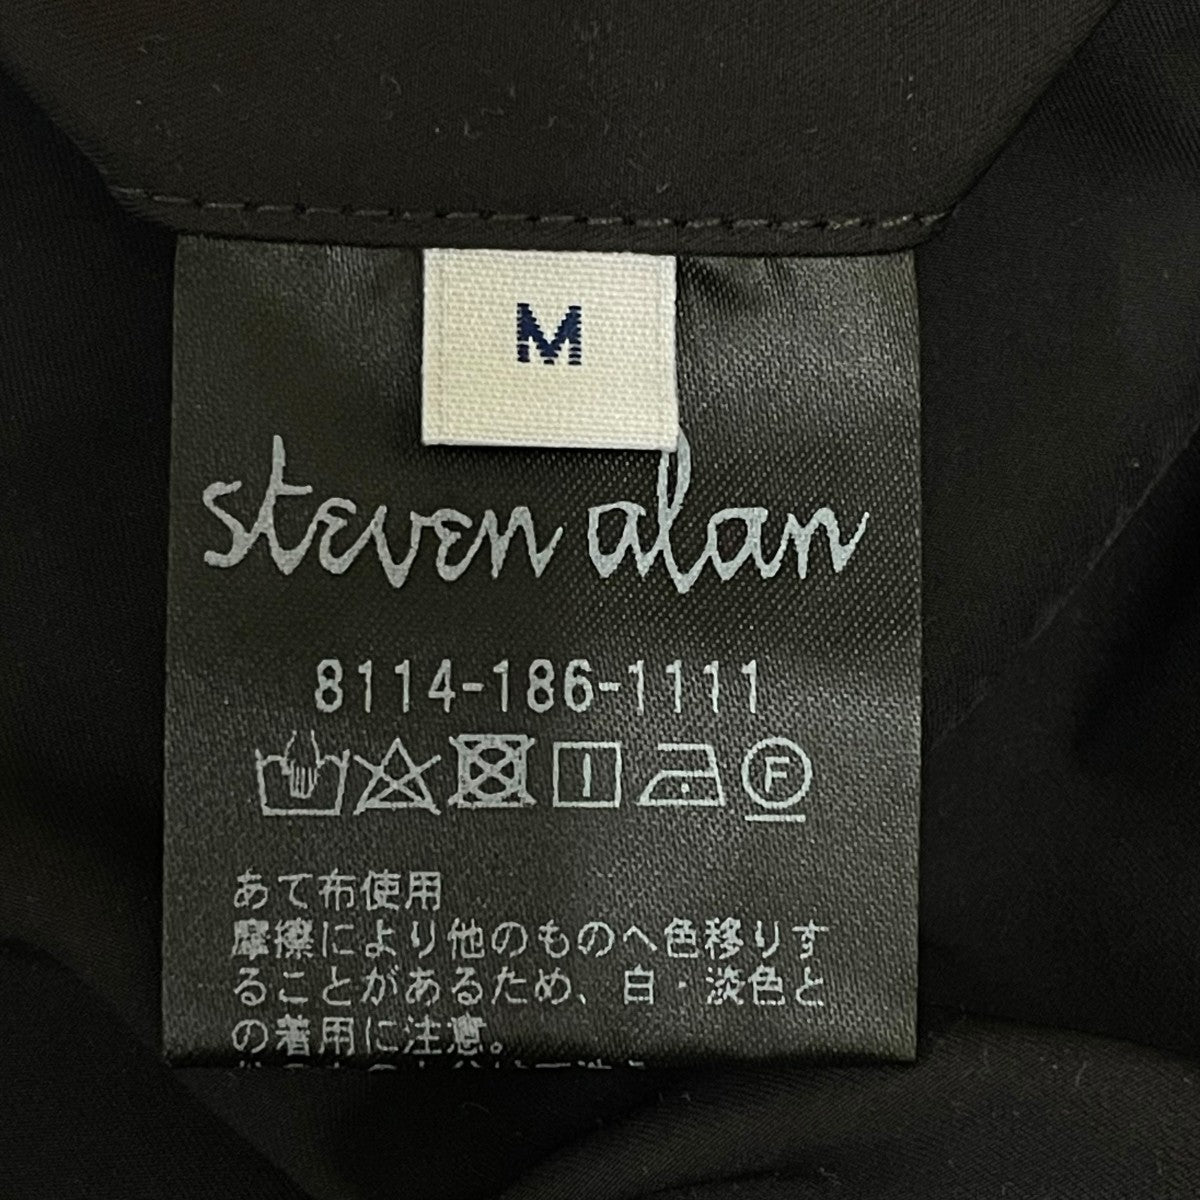 M
steven alan
8114-186-1111
F
あて布使用
摩擦により他のものへ色移りす
ることがあるため、白・淡色と
の着用に注意。